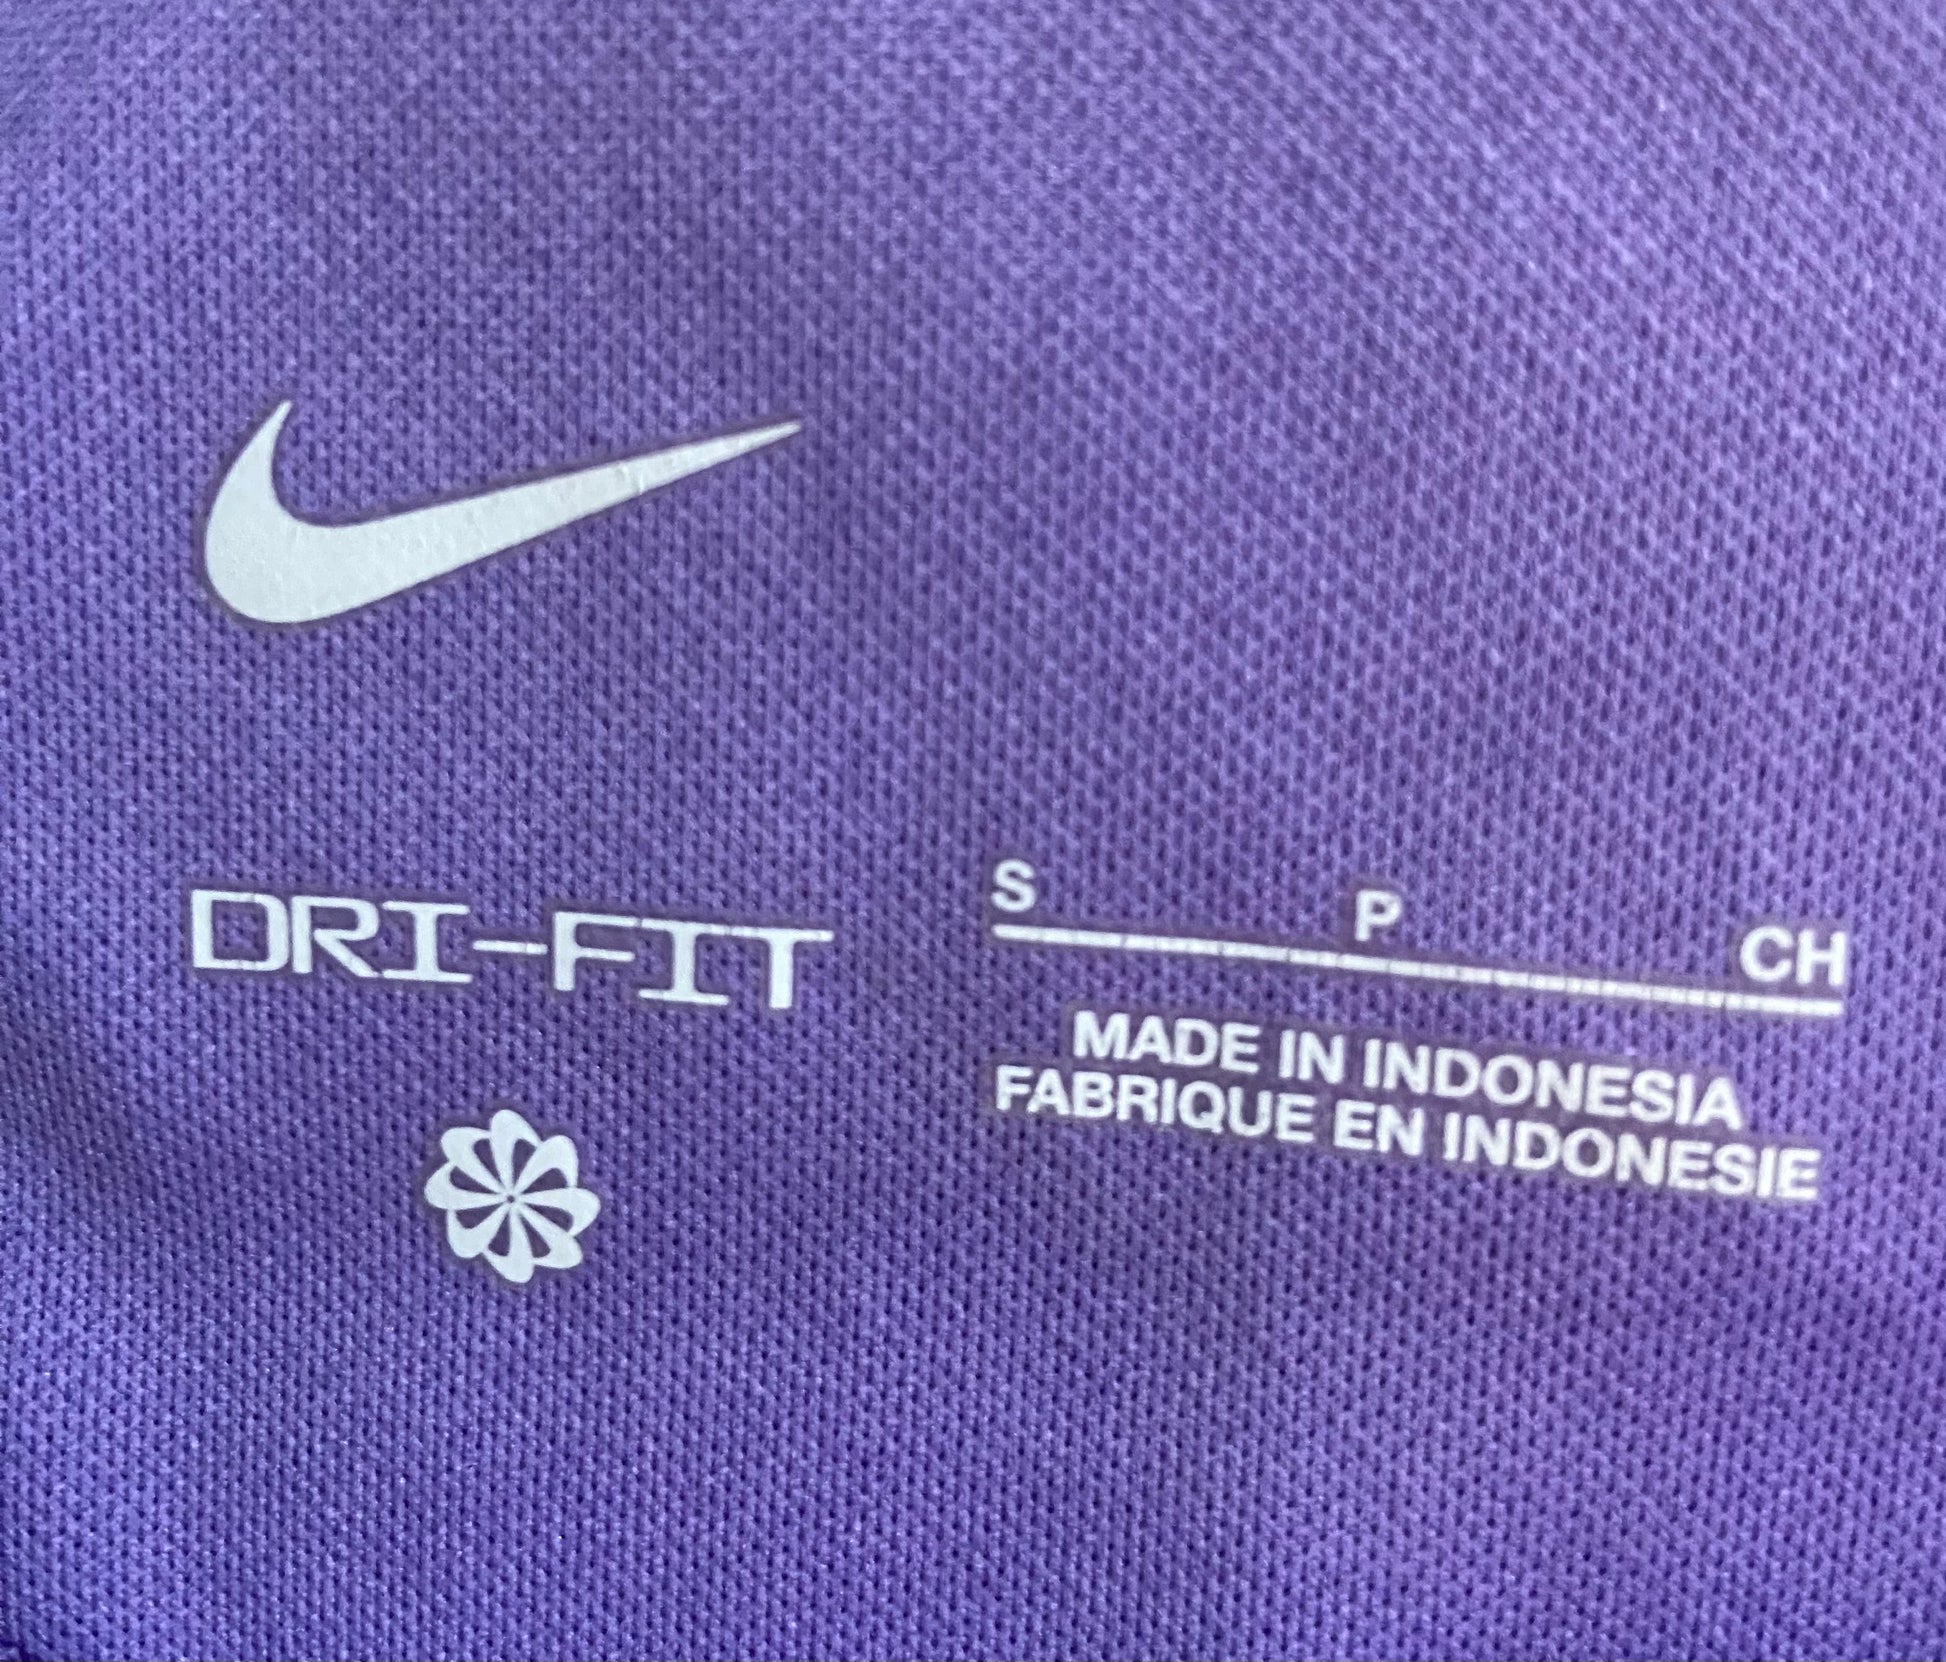 DRI-FIT
S P CH
MADE IN INDONESIA
FABRIQUE EN INDONESIE